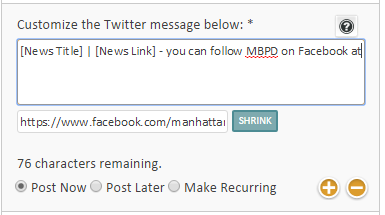 Customize the Twitter message below: *
?
[News Title] | [News Link] - you can follow MBPD on Facebook at
https://www.facebook.com/manhattan
SHRINK
76 characters remaining.
Post Now Post Later Make Recurring